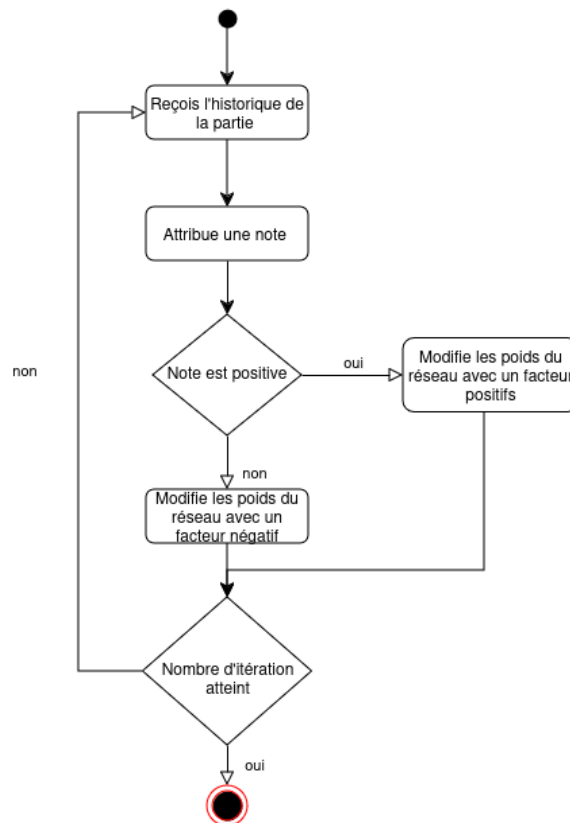 Reçois l'historique de
la partie
Attribue une note
Note est positive
oui
Modifie les poids du
réseau avec un facteur
positifs
non
non
Modifie les poids du
réseau avec un
facteur négatif
Nombre d'itération
atteint
oui